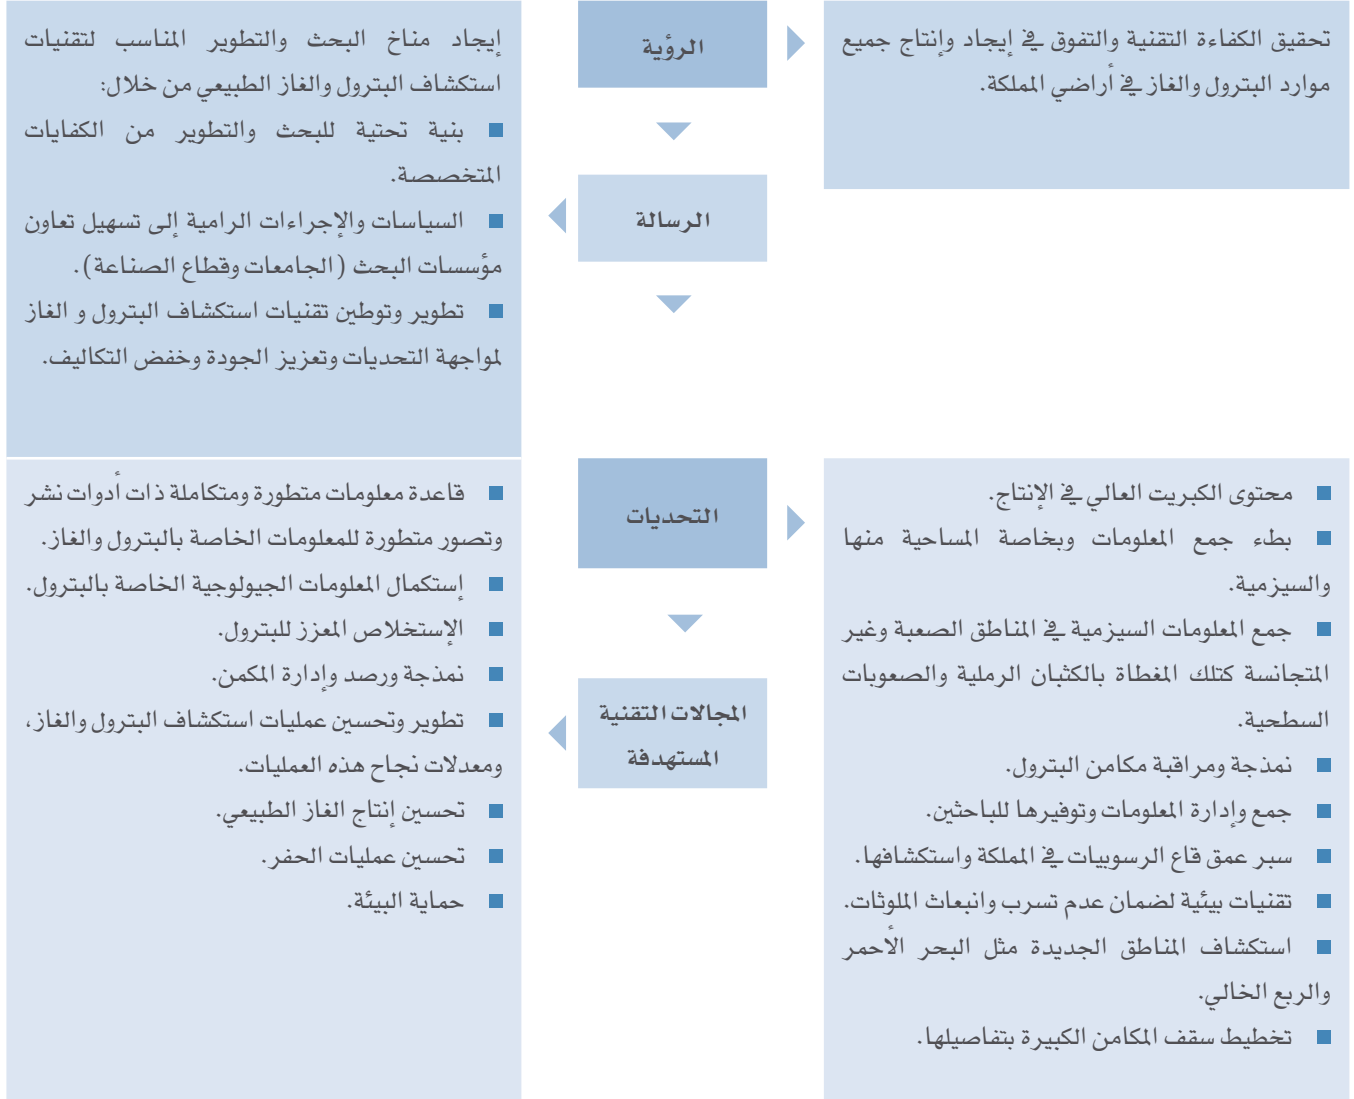 الرؤية
تحقيق الكفاءة التقنية والتفوق في إيجاد وإنتاج جميع
موارد البترول والغاز في أراضي المملكة.
الرسالة
إيجاد مناخ البحث والتطوير المناسب لتقنيات
استكشاف البترول والغاز الطبيعي من خلال:
■ بنية تحتية للبحث والتطوير من الكفايات
المتخصصة.
■ السياسات والإجراءات الرامية إلى تسهيل تعاون
مؤسسات البحث (الجامعات وقطاع الصناعة).
■ تطوير وتوطين تقنيات استكشاف البترول و الغاز
لمواجهة التحديات وتعزيز الجودة وخفض التكاليف.
التحديات
■ محتوى الكبريت العالي في الإنتاج.
■ بطء جمع المعلومات وبخاصة المساحية منها
والسيزمية.
■ جمع المعلومات السيزمية في المناطق الصعبة وغير
المتجانسة كتلك المغطاة بالكثبان الرملية والصعوبات
السطحية.
■ نمذجة ومراقبة مكامن البترول.
■ جمع وإدارة المعلومات وتوفيرها للباحثين.
■ سبر عمق قاع الرسوبيات في المملكة واستكشافها.
■ تقنيات بيئية لضمان عدم تسرب وانبعاث الملوثات.
■ استكشاف المناطق الجديدة مثل البحر الأحمر
والربع الخالي.
■ تخطيط سقف المكامن الكبيرة بتفاصيلها.
المجالات التقنية
المستهدفة
■ قاعدة معلومات متطورة ومتكاملة ذات أدوات نشر
وتصور متطورة للمعلومات الخاصة بالبترول والغاز.
■ إستكمال المعلومات الجيولوجية الخاصة بالبترول.
■ الإستخلاص المعزز للبترول.
■ نمذجة ورصد وإدارة المكمن.
■ تطوير وتحسين عمليات استكشاف البترول والغاز،
ومعدلات نجاح هذه العمليات.
■ تحسين إنتاج الغاز الطبيعي.
■ تحسين عمليات الحفر.
■ حماية البيئة.